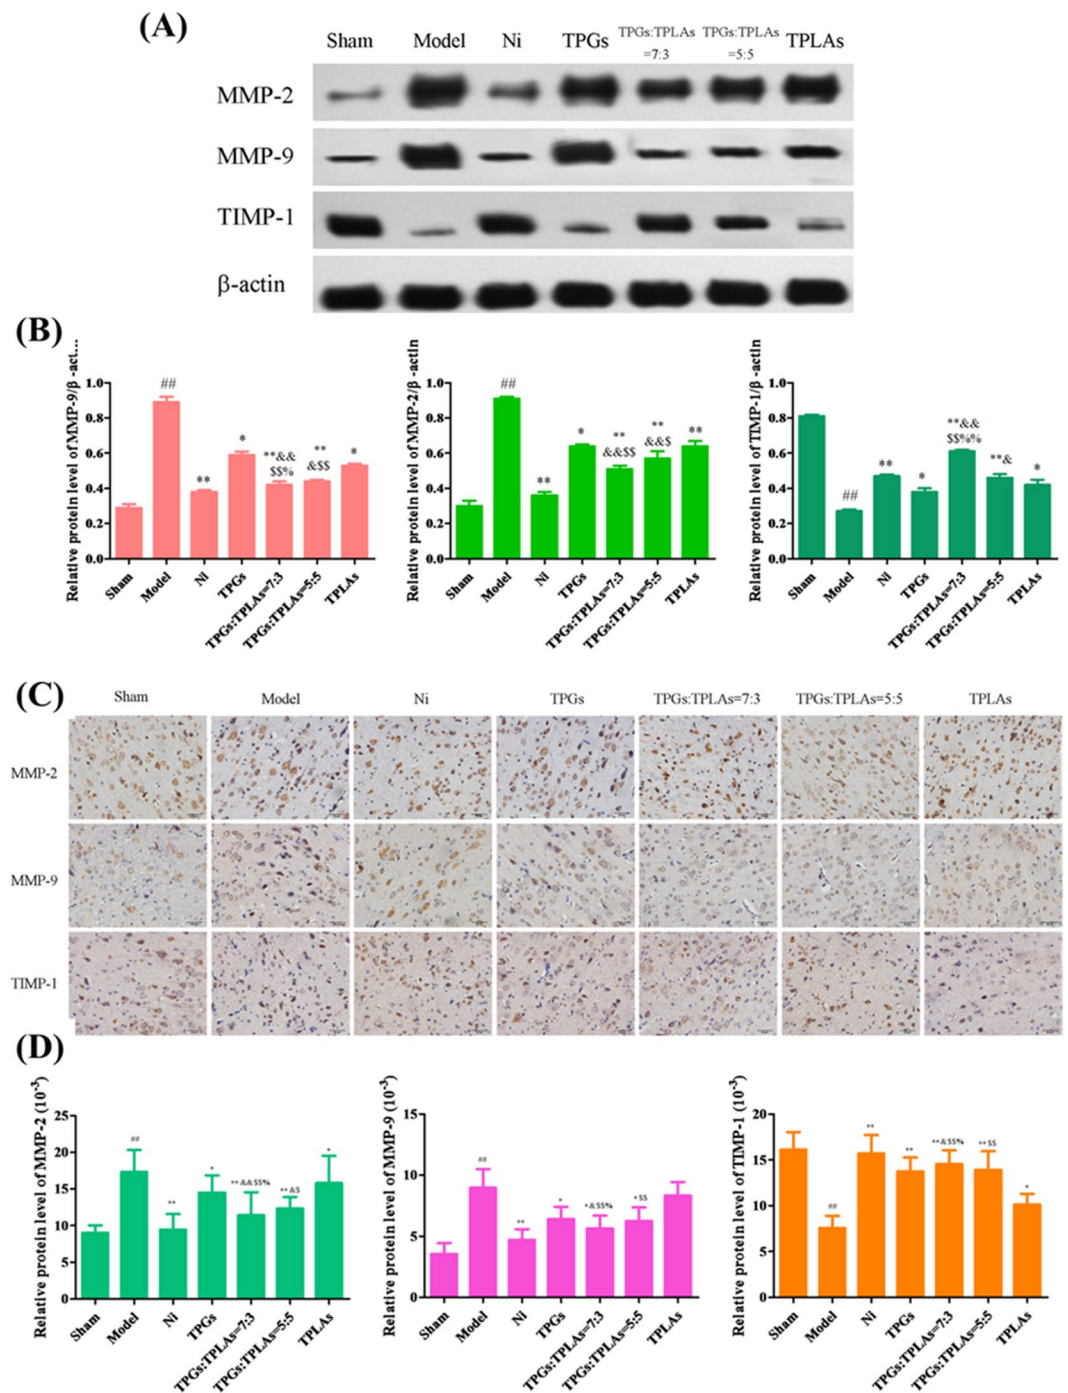 (A)
Sham Model Ni TPGs TPGs:TPLAs =7:3 TPGs:TPLAs =5:5 TPLAs
MMP-2
MMP-9
TIMP-1
β-actin
(B)
Relative protein level of MMP-9/β -act...
1.0
0.8
0.6
0.4
0.2
0.0
##
**
*
**&&
$$%
**
&$$
*
Sham Model Ni TPGs TPGs:TPLAs=7:3 TPGs:TPLAs=5:5 TPLAs
Relative protein level of MMP-2/β -actin
1.0
0.8
0.6
0.4
0.2
0.0
##
**
*
**
&&$$
**
&&$
**
Sham Model Ni TPGs TPGs:TPLAs=7:3 TPGs:TPLAs=5:5 TPLAs
Relative protein level of TIMP-1/β -actin
1.0
0.8
0.6
0.4
0.2
0.0
##
**
*
**&&
$$%%
**&
*
Sham Model Ni TPGs TPGs:TPLAs=7:3 TPGs:TPLAs=5:5 TPLAs
(C)
Sham Model Ni TPGs TPGs:TPLAs=7:3 TPGs:TPLAs=5:5 TPLAs
MMP-2
MMP-9
TIMP-1
(D)
Relative protein level of MMP-2 (10⁻³)
25
20
15
10
5
0
##
**
*
**&&$$%
**&$
*
Sham Model Ni TPGs TPGs:TPLAs=7:3 TPGs:TPLAs=5:5 TPLAs
Relative protein level of MMP-9 (10⁻³)
15
10
5
0
##
**
*
*&$$%
*$$
Sham Model Ni TPGs TPGs:TPLAs=7:3 TPGs:TPLAs=5:5 TPLAs
Relative protein level of TIMP-1 (10⁻³)
20
15
10
5
0
##
**
**
**&$$%
**$$
*
Sham Model Ni TPGs TPGs:TPLAs=7:3 TPGs:TPLAs=5:5 TPLAs